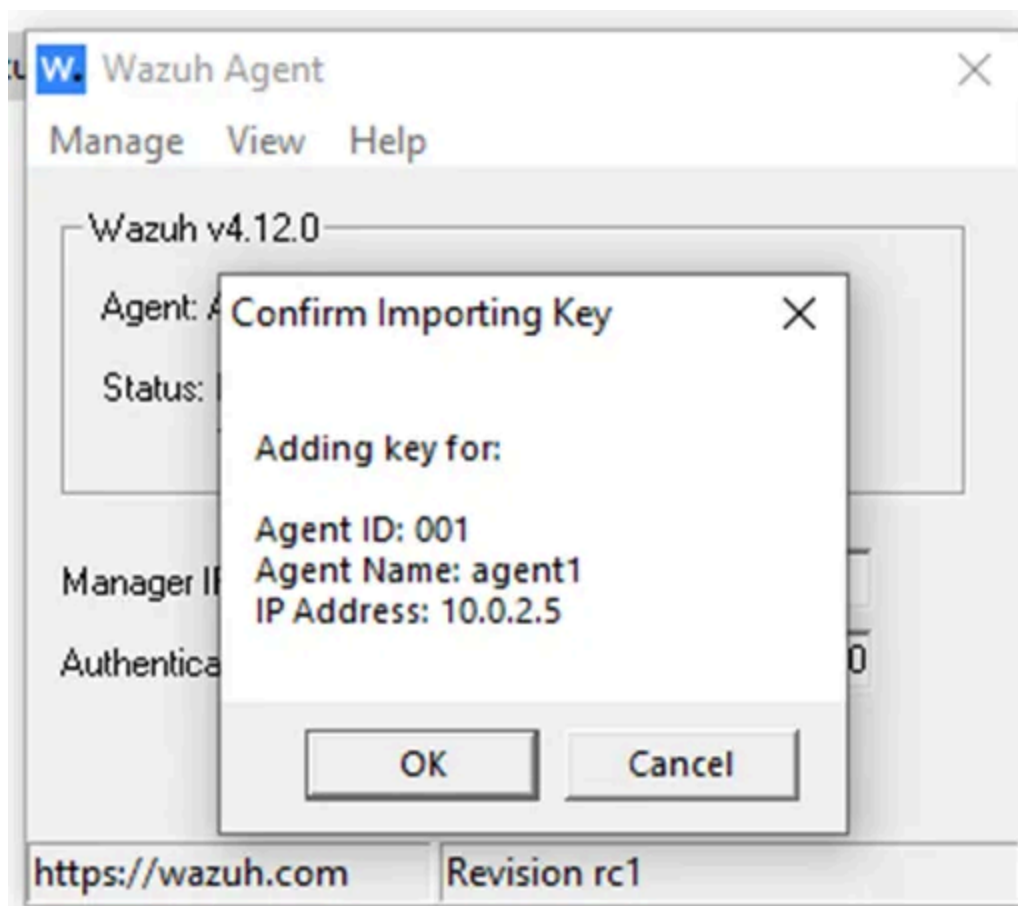 W. Wazuh Agent
Manage View Help
Wazuh v4.12.0
Agent:
Confirm Importing Key
Status:
Adding key for:
Agent ID: 001
Agent Name: agent1
Manager
IP Address: 10.0.2.5
0
OK Cancel
https://wazuh.com Revision rc1